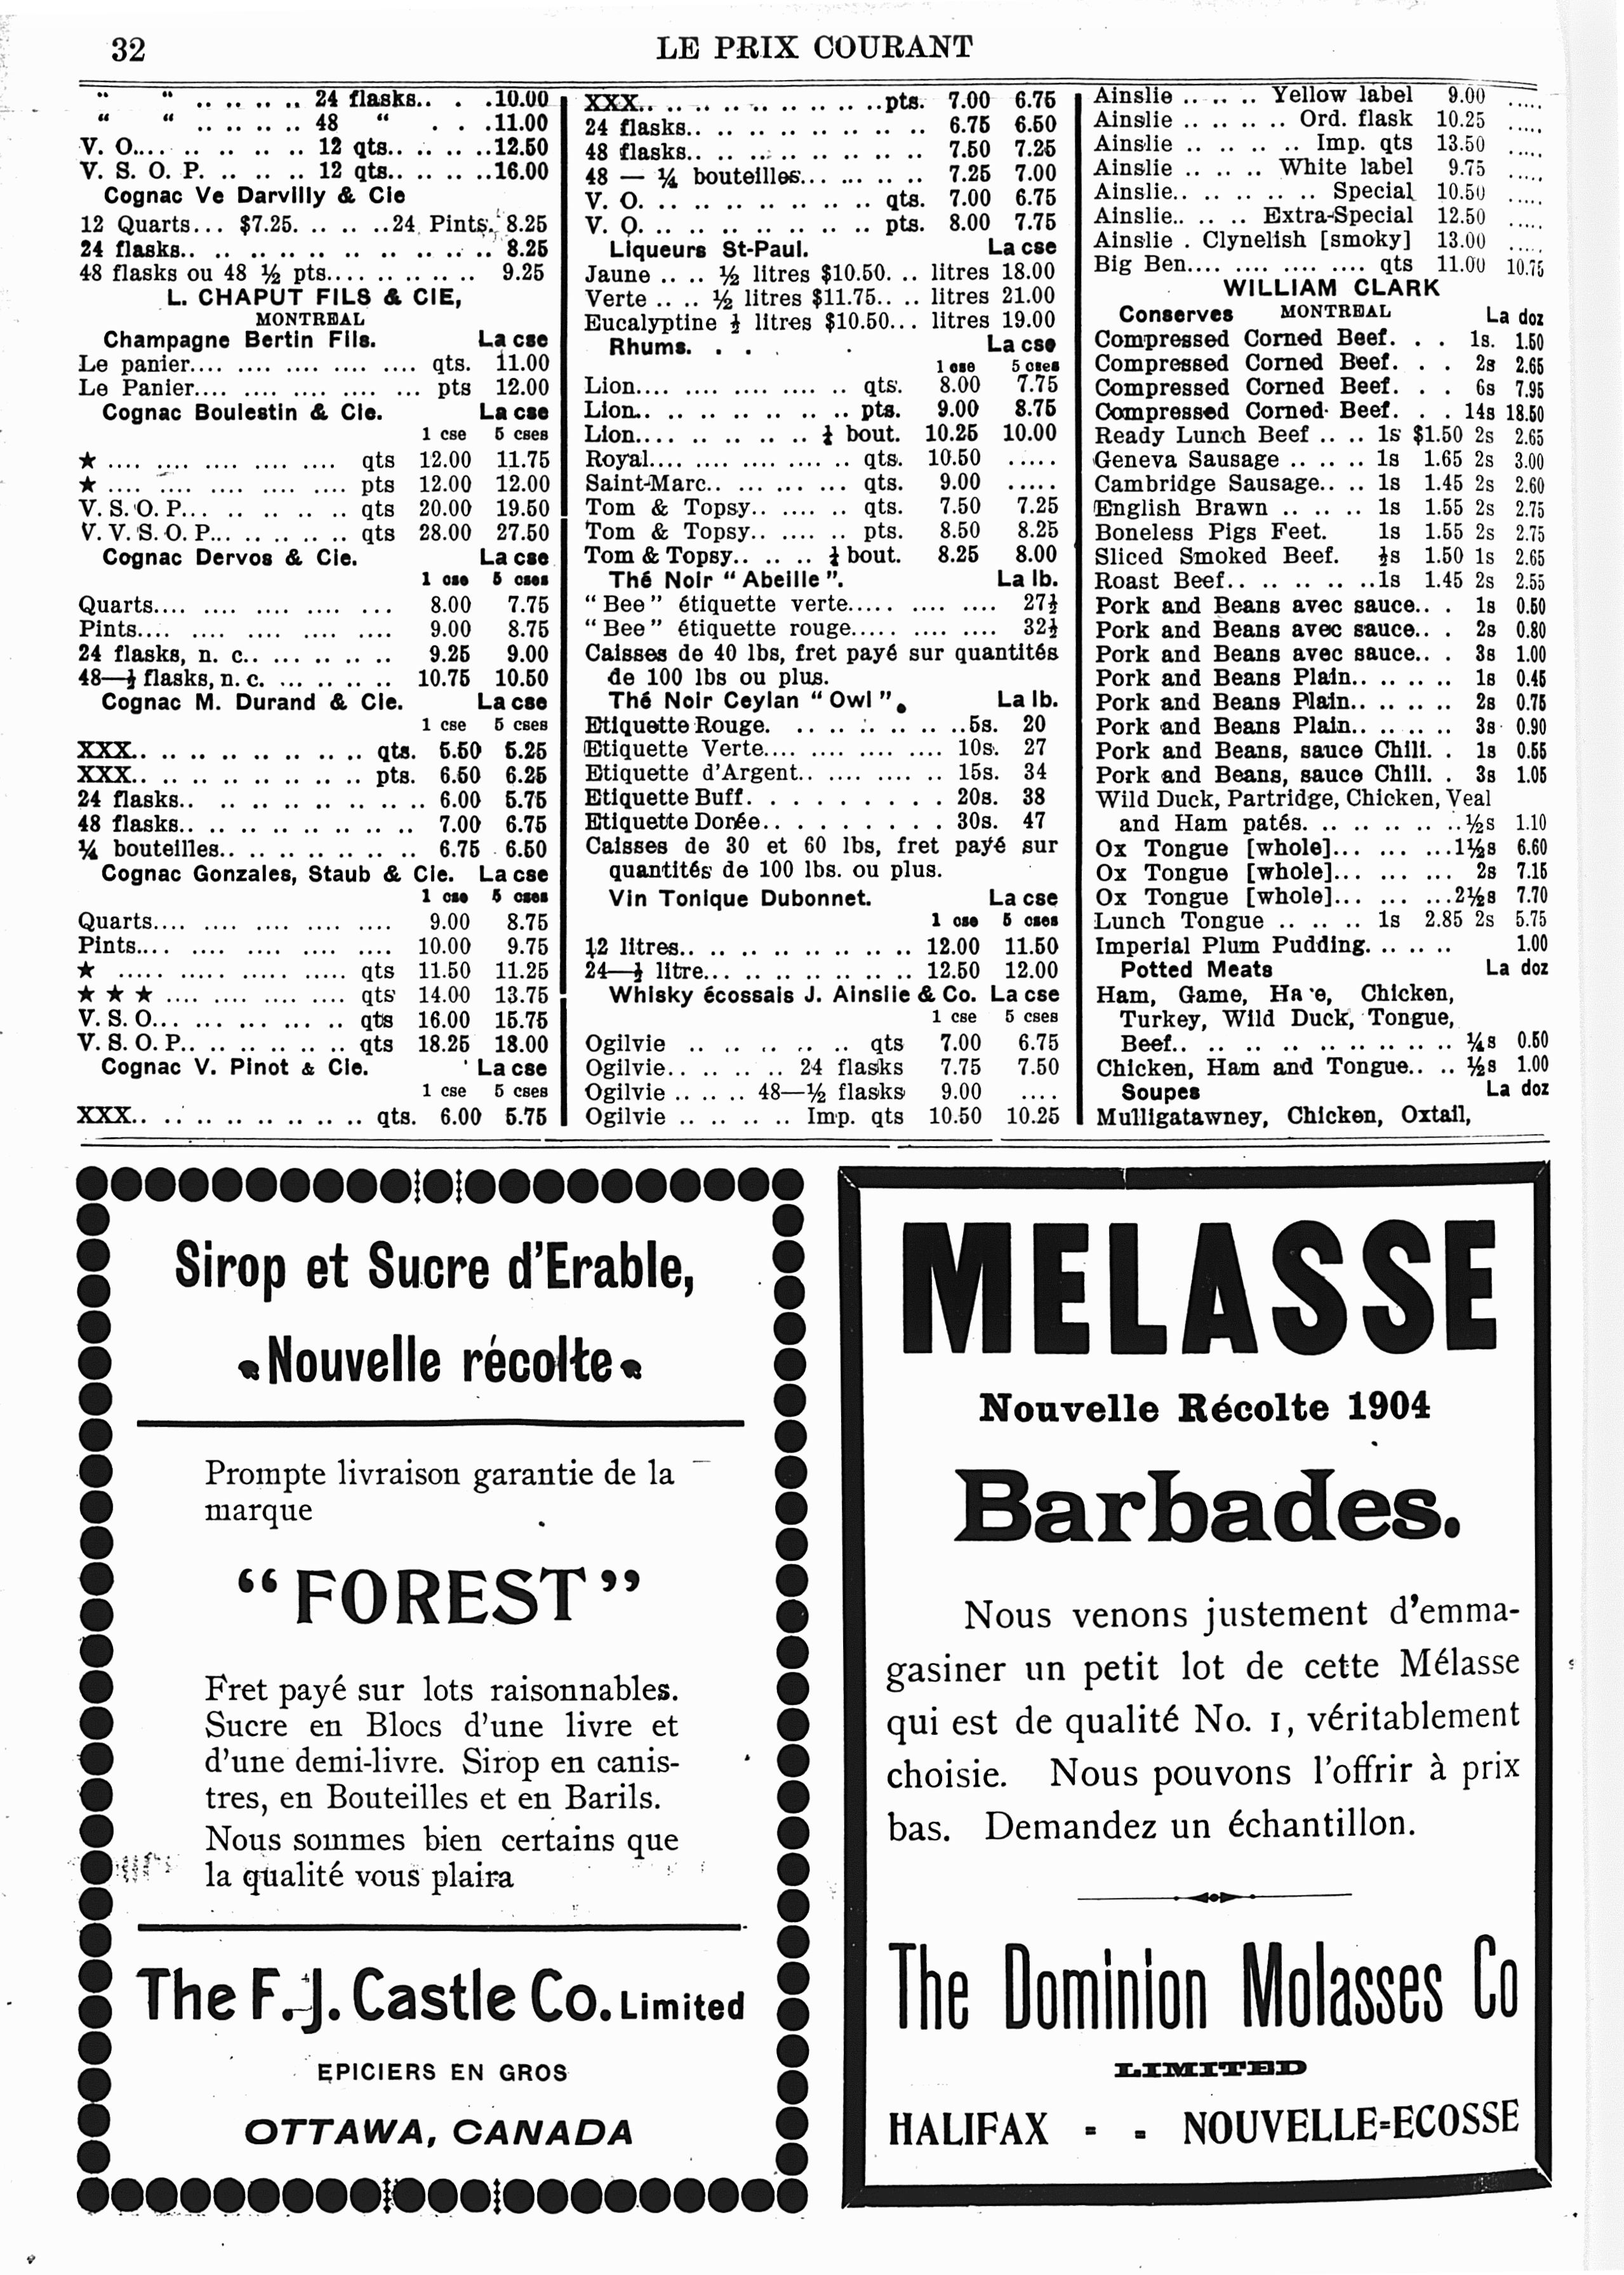 32
LE PRIX COURANT
“ “ .. .. .. .. 24 flasks.. . .10.00
“ “ .. .. .. .. 48 “ . . .11.00
V. O.... .. .. .. .. 12 qts.. .. .. ..12.50
V. S. O. P. .. .. .. 12 qts.. .. .. ..16.00
Cognac Ve Darvilly & Cie
12 Quarts... $7.25. .. .. ..24 Pints. 8.25
24 flasks.. .. .. .. .. .. .. .. .. .. 8.25
48 flasks ou 48 ½ pts.... .. .. .. .. 9.25
L. CHAPUT FILS & CIE,
MONTREAL
Champagne Bertin Fils. La cse
Le panier.... .... .... .... .... qts. 11.00
Le Panier.... .... .... .... ... pts 12.00
Cognac Boulestin & Cie. La cse
1 cse 5 cses
★ .... .... .... .... .... qts 12.00 11.75
★ .... .... .... .... .... pts 12.00 12.00
V. S. O. P... .. .. .. .. .. qts 20.00 19.50
V. V. S. O. P... .. .. .. .. qts 28.00 27.50
Cognac Dervos & Cie. La cse
1 cse 5 cses
Quarts.... .... .... .... ... 8.00 7.75
Pints.... .... .... .... .... 9.00 8.75
24 flasks, n. c.. ... .. .. .. 9.25 9.00
48—½ flasks, n. c. ... .. .. .. 10.75 10.50
Cognac M. Durand & Cie. La cse
1 cse 5 cses
XXX.. .. .. .. .. .. .. .. qts. 5.50 5.25
XXX.. .. .. .. .. .. .. .. pts. 6.50 6.25
24 flasks.. .. .. .. .. .. .. .. .. 6.00 5.75
48 flasks.. .. .. .. .. .. .. .. .. 7.00 6.75
¼ bouteilles.. .. .. .. .. .. .. .. 6.75 6.50
Cognac Gonzales, Staub & Cie. La cse
1 cse 5 cses
Quarts.... .... .... .... .... 9.00 8.75
Pints.... .... .... .... .... 10.00 9.75
★ ..... ..... ..... ..... qts 11.50 11.25
★ ★ ★ .... .... .... .... qts 14.00 13.75
V. S. O... ... ... ... .. .. qts 16.00 15.75
V. S. O. P.. .. .. .. .. .. qts 18.25 18.00
Cognac V. Pinot & Cie. La cse
1 cse 5 cses
XXX.. .. .. .. .. .. .. .. .. qts. 6.00 5.75
XXX.. .. .. .. .. .. .. .. ..pts. 7.00 6.75
24 flasks.. .. .. .. .. .. .. .. .. 6.75 6.50
48 flasks.. .. .. .. .. .. .. .. .. 7.50 7.25
48 — ¼ bouteilles... ... .. .. 7.25 7.00
V. O. .. .. .. .. .. .. .. .. qts. 7.00 6.75
V. O. .. .. .. .. .. .. .. .. pts. 8.00 7.75
Liqueurs St-Paul. La cse
Jaune .. .. ½ litres $10.50. .. litres 18.00
Verte .. .. ½ litres $11.75.. .. litres 21.00
Eucalyptine ½ litres $10.50... litres 19.00
Rhums. . . . . La cse
1 cse 5 cses
Lion.... .... .... .... .. qts. 8.00 7.75
Lion.. .. .. .. .. .. .. .. pts. 9.00 8.75
Lion.... .. .. .. .. .. ½ bout. 10.25 10.00
Royal.... .... .... .... .. qts. 10.50 .....
Saint-Marc.. ... ... ... ... qts. 9.00 .....
Tom & Topsy.. .. .. .. qts. 7.50 7.25
Tom & Topsy.. .. .. .. pts. 8.50 8.25
Tom & Topsy.. .. .. .. ½ bout. 8.25 8.00
Thé Noir “ Abeille ”. La lb.
“ Bee ” étiquette verte..... .... .... 27½
“ Bee ” étiquette rouge..... .... .... 32½
Caisses de 40 lbs, fret payé sur quantités
de 100 lbs ou plus.
Thé Noir Ceylan “ Owl ”. La lb.
Etiquette Rouge. .. .. .. .. .. ..5s. 20
Etiquette Verte.... .... .... .... 10s. 27
Etiquette d'Argent.. .... .... .. 15s. 34
Etiquette Buff. . . . . . . . . . 20s. 38
Etiquette Dorée.. . . . . . . . . 30s. 47
Caisses de 30 et 60 lbs, fret payé sur
quantités de 100 lbs. ou plus.
Vin Tonique Dubonnet. La cse
1 cse 5 cses
12 litres.. .. .. .. .. .. .. .. .. 12.00 11.50
24—½ litre... .. .. .. .. .. .. .. 12.50 12.00
Whisky écossais J. Ainslie & Co. La cse
1 cse 5 cses
Ogilvie .. .. .. .. .. .. qts 7.00 6.75
Ogilvie.. .. .. .. .. 24 flasks 7.75 7.50
Ogilvie .. .. .. 48—½ flasks 9.00 ....
Ogilvie .. .. .. .. .. Imp. qts 10.50 10.25
Ainslie .. .. .. Yellow label 9.00 .....
Ainslie .. .. .. .. Ord. flask 10.25 .....
Ainslie .. .. .. .. .. Imp. qts 13.50 .....
Ainslie .. .. .. .. White label 9.75 .....
Ainslie.. .. .. .. .. .. Special 10.50 .....
Ainslie.. .. .. Extra-Special 12.50 .....
Ainslie . Clynelish [smoky] 13.00 .....
Big Ben.... .... .... .... qts 11.00 10.75
WILLIAM CLARK
Conserves MONTREAL La doz
Compressed Corned Beef. . . 1s. 1.50
Compressed Corned Beef. . . 2s 2.65
Compressed Corned Beef. . . 6s 7.95
Compressed Corned Beef. . . 14s 18.50
Ready Lunch Beef .. .. 1s $1.50 2s 2.65
Geneva Sausage .. .. .. 1s 1.65 2s 3.00
Cambridge Sausage.. .. 1s 1.45 2s 2.60
English Brawn .. .. .. 1s 1.55 2s 2.75
Boneless Pigs Feet. 1s 1.55 2s 2.75
Sliced Smoked Beef. ½s 1.50 1s 2.65
Roast Beef.. .. .. .. ..1s 1.45 2s 2.55
Pork and Beans avec sauce.. . 1s 0.50
Pork and Beans avec sauce.. . 2s 0.80
Pork and Beans avec sauce.. . 3s 1.00
Pork and Beans Plain.. .. .. .. 1s 0.45
Pork and Beans Plain.. .. .. .. 2s 0.75
Pork and Beans Plain.. .. .. .. 3s 0.90
Pork and Beans, sauce Chili. . 1s 0.55
Pork and Beans, sauce Chili. . 3s 1.05
Wild Duck, Partridge, Chicken, Veal
and Ham patés. .. .. .. .. ..½s 1.10
Ox Tongue [whole]... ... ...1½s 6.60
Ox Tongue [whole]... ... ... 2s 7.15
Ox Tongue [whole]... ... ...2½s 7.70
Lunch Tongue .. .. .. 1s 2.85 2s 5.75
Imperial Plum Pudding. .. .. .. 1.00
Potted Meats La doz
Ham, Game, Ha e, Chicken,
Turkey, Wild Duck, Tongue,
Beef.. .. .. .. .. .. .. .. .. .. ¼s 0.50
Chicken, Ham and Tongue.. .. ½s 1.00
Soupes La doz
Mulligatawney, Chicken, Oxtail,
Sirop et Sucre d'Erable,
Nouvelle récolte
Prompte livraison garantie de la
marque
“FOREST”
Fret payé sur lots raisonnables.
Sucre en Blocs d'une livre et
d'une demi-livre. Sirop en canis-
tres, en Bouteilles et en Barils.
Nous sommes bien certains que
la qualité vous plaira
The F. J. Castle Co. Limited
EPICIERS EN GROS
OTTAWA, CANADA
MELASSE
Nouvelle Récolte 1904
Barbades.
Nous venons justement d'emma-
gasiner un petit lot de cette Mélasse
qui est de qualité No. 1, véritablement
choisie. Nous pouvons l'offrir à prix
bas. Demandez un échantillon.
The Dominion Molasses Co
LIMITED
HALIFAX - - NOUVELLE-ECOSSE